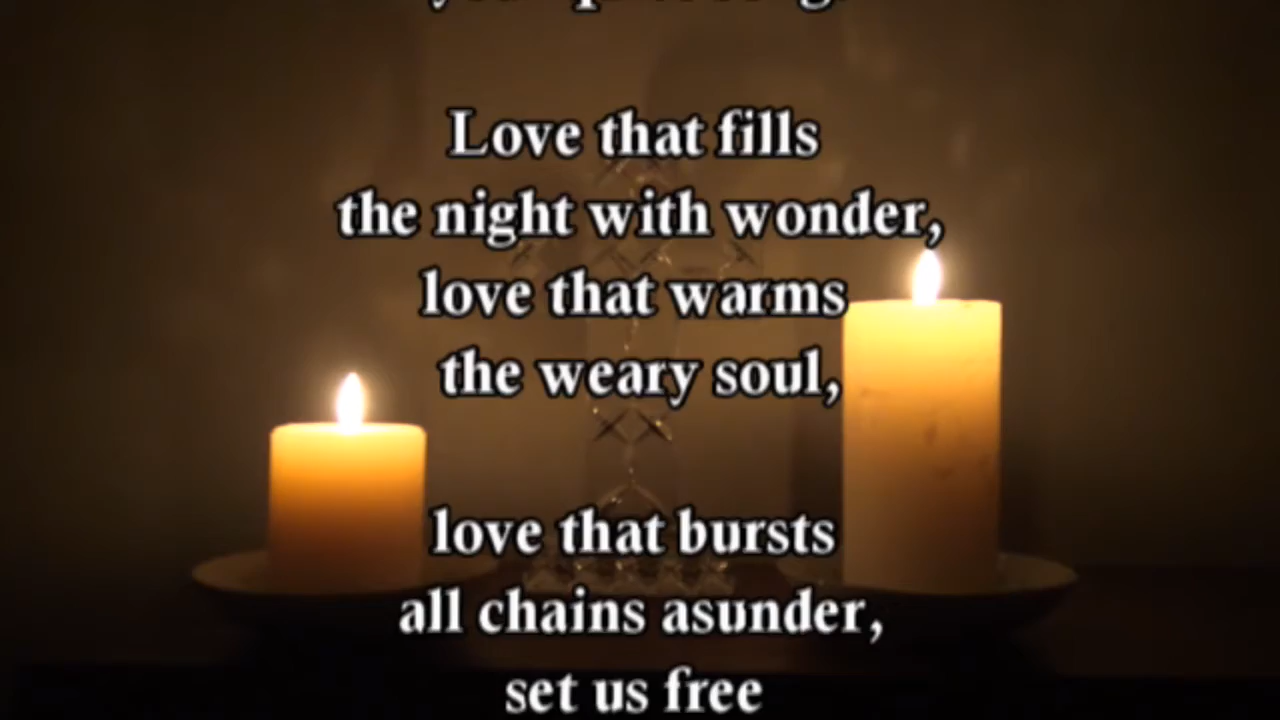 Love that fills
the night with wonder,
love that warms
the weary soul,
love that bursts
all chains asunder,
set us free